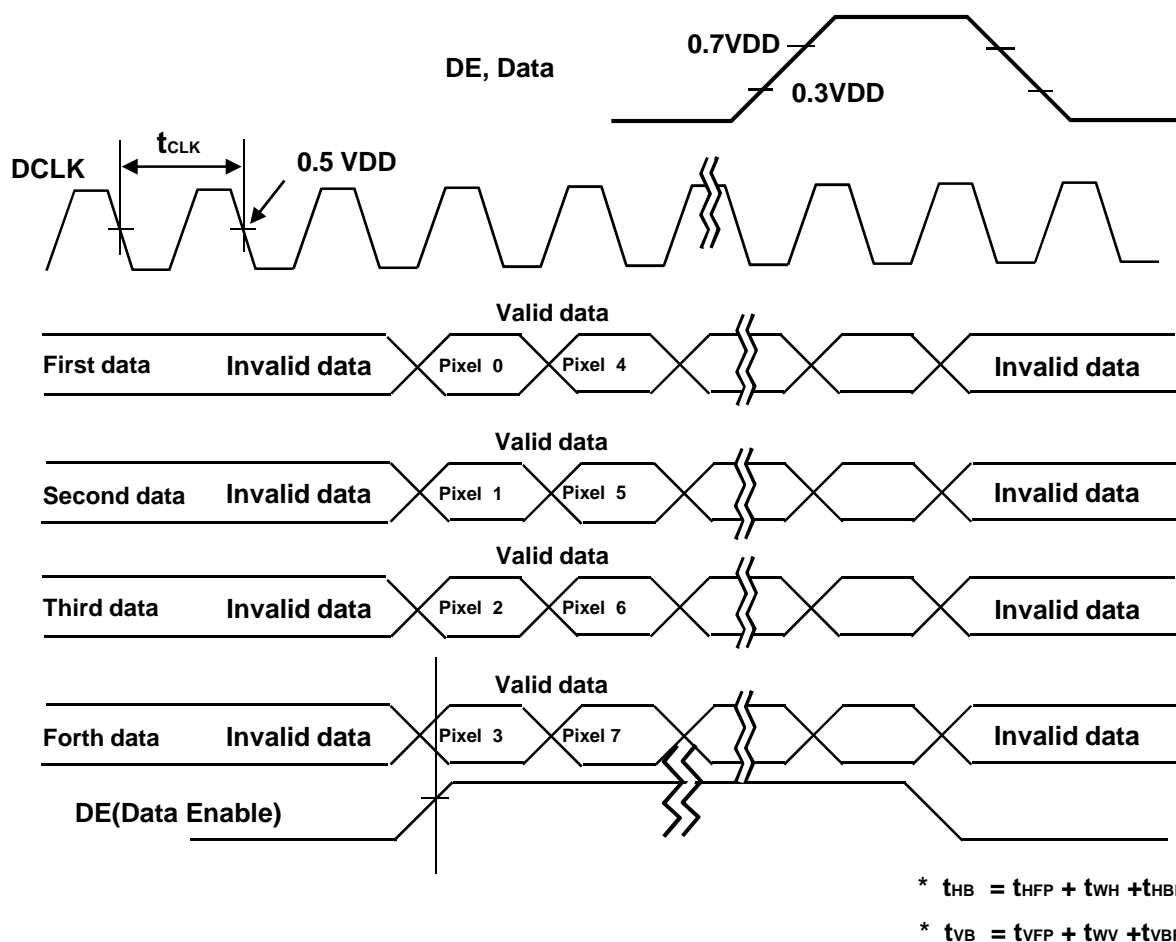 0.7VDD
DE, Data
0.3VDD
tCLK
DCLK
0.5 VDD
Valid data
First data
Invalid data
Pixel 0
Pixel 4
Invalid data
Valid data
Second data
Invalid data
Pixel 1
Pixel 5
Invalid data
Valid data
Third data
Invalid data
Pixel 2
Pixel 6
Invalid data
Valid data
Forth data
Invalid data
Pixel 3
Pixel 7
Invalid data
DE(Data Enable)
* tHB = tHFP + tWH +
* tVB = tVFP + tWV +